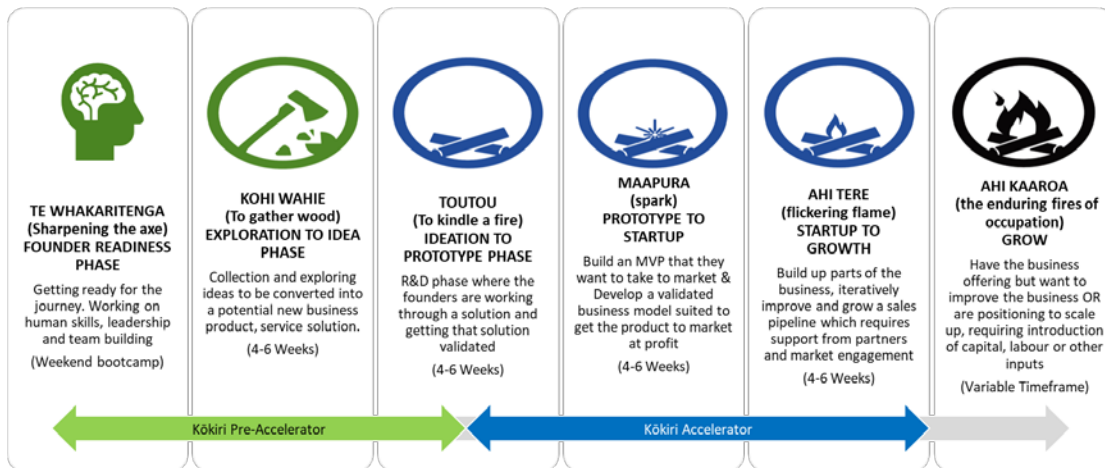 TE WHAKARITENGA
(Sharpening the axe)
FOUNDER READINESS
PHASE
Getting ready for the
journey. Working on
human skills, leadership
and team building
(Weekend bootcamp)
KOHI WAHIE
(To gather wood)
EXPLORATION TO IDEA
PHASE
Collection and exploring
ideas to be converted into
a potential new business
product, service solution.
(4-6 Weeks)
TOUTOU
(To kindle a fire)
IDEATION TO
PROTOTYPE PHASE
R&D phase where the
founders are working
through a solution and
getting that solution
validated
(4-6 Weeks)
MAAPURA
(spark)
PROTOTYPE TO
STARTUP
Build an MVP that they
want to take to market &
Develop a validated
business model suited to
get the product to market
at profit
(4-6 Weeks)
AHI TERE
(flickering flame)
STARTUP TO
GROWTH
Build up parts of the
business, iteratively
improve and grow a sales
pipeline which requires
support from partners
and market engagement
(4-6 Weeks)
AHI KAAROA
(the enduring fires of
occupation)
GROW
Have the business
offering but want to
improve the business OR
are positioning to scale
up, requiring introduction
of capital, labour or other
inputs
(Variable Timeframe)
Kōkiri Pre-Accelerator
Kōkiri Accelerator